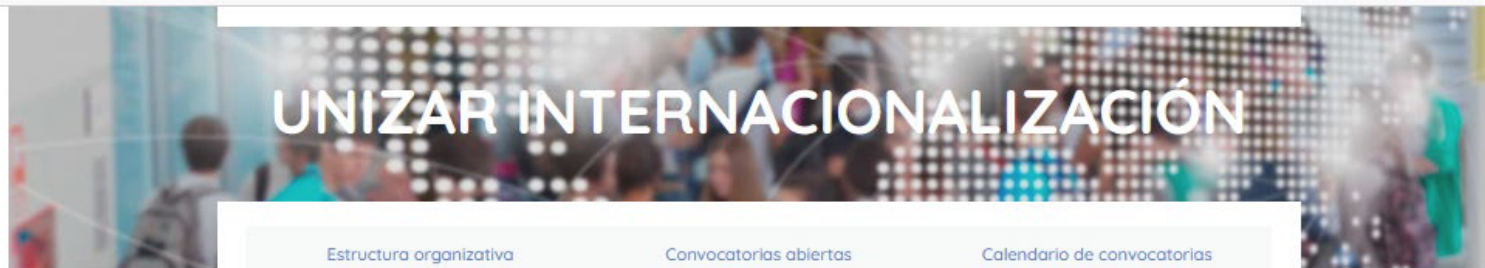 UNIZAR INTERNACIONALIZACIÓN
Estructura organizativa Convocatorias abiertas Calendario de convocatorias